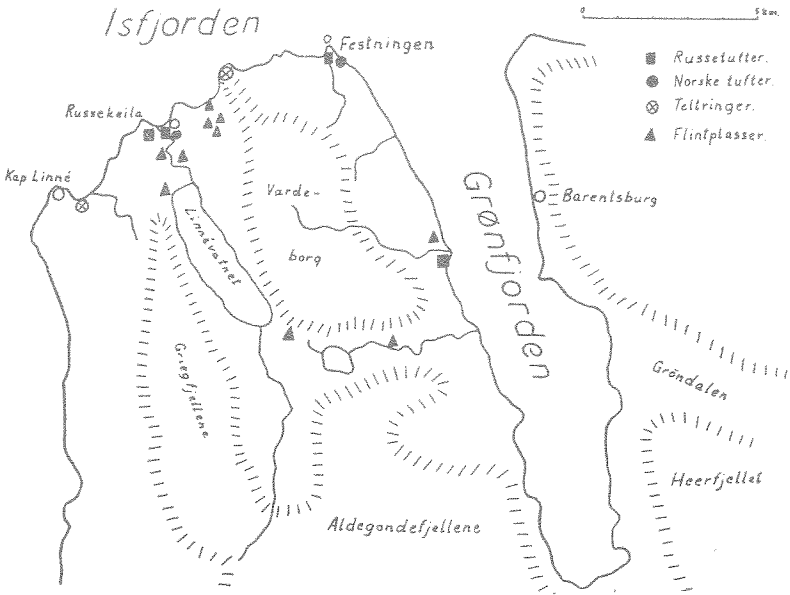 Isfjorden
0 5 km.
Festningen
Russetufter.
Norske tufter.
Teltringer.
Flintplasser.
Russekeila
Kap Linné
Linnévatnet
Varde-
borg
Grønfjorden
Barentsburg
Griegfjellene
Gröndalen
Heerfjellet
Aldegondefjellene